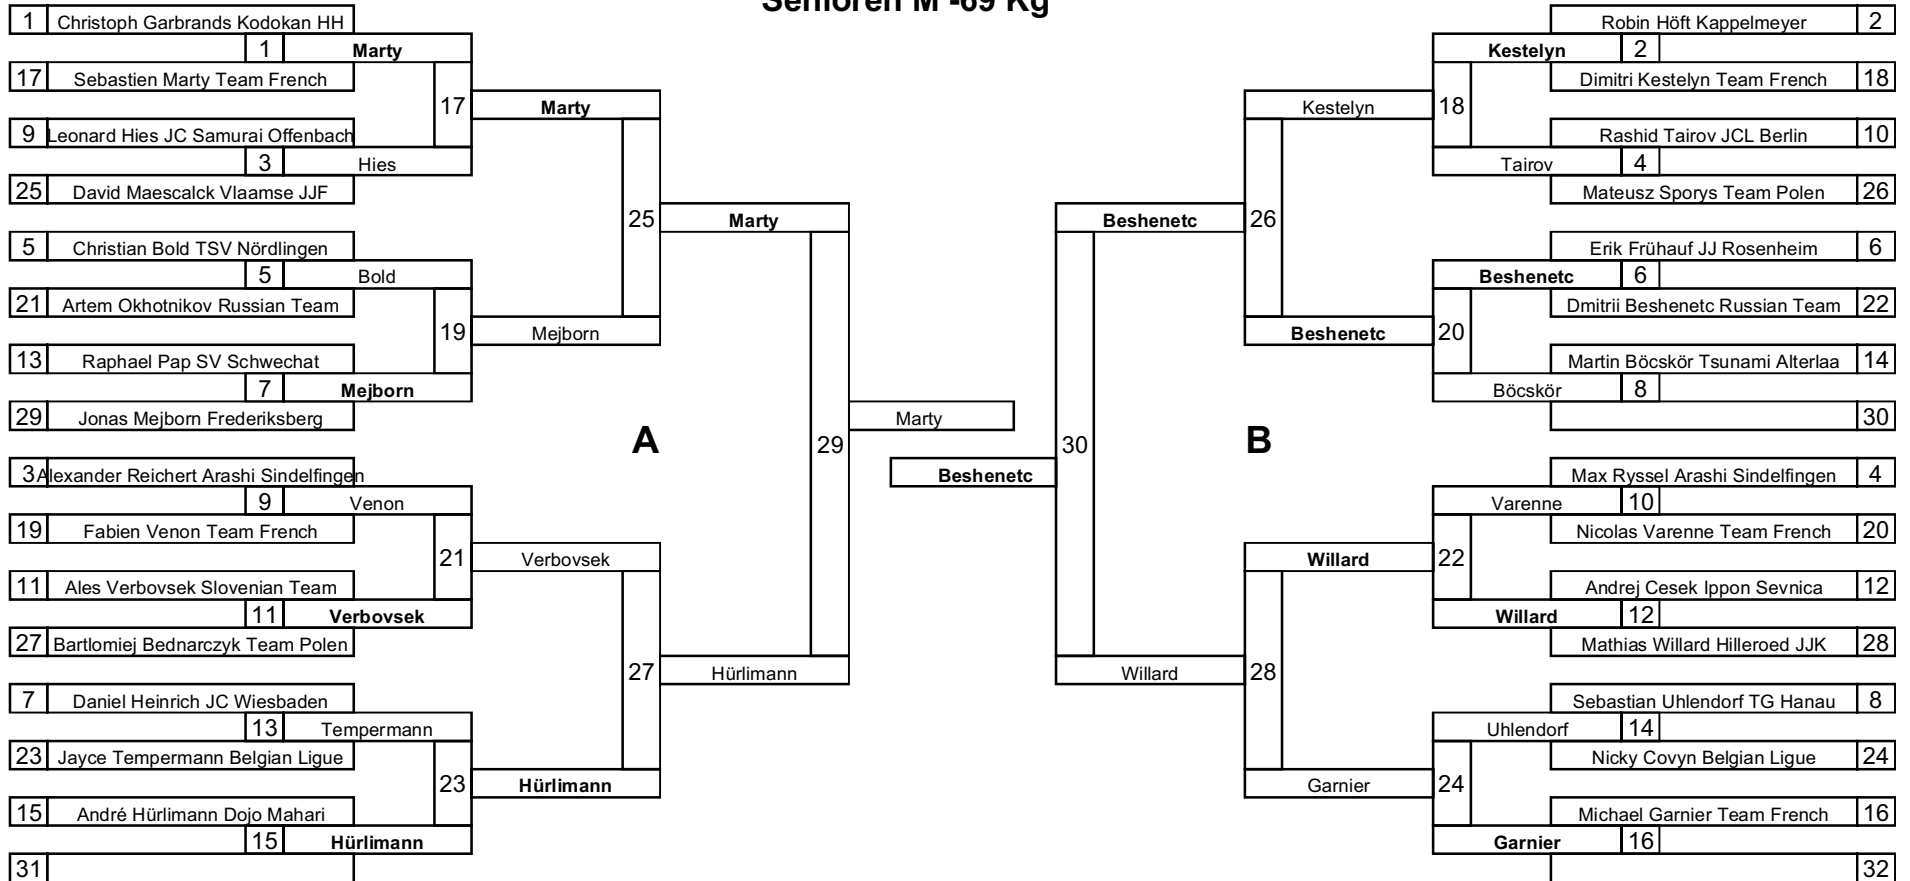 Senioren M -69 Kg
1 Christoph Garbrands Kodokan HH
1 Marty
17 Sebastien Marty Team French
17 Marty
9 Leonard Hies JC Samurai Offenbach
3 Hies
25 David Maescalck Vlaamse JJF
25 Marty
5 Christian Bold TSV Nördlingen
5 Bold
21 Artem Okhotnikov Russian Team
19 Mejborn
13 Raphael Pap SV Schwechat
7 Mejborn
29 Jonas Mejborn Frederiksberg
A
29 Marty
3 Alexander Reichert Arashi Sindelfingen
9 Venon
19 Fabien Venon Team French
21 Verbovsek
11 Ales Verbovsek Slovenian Team
11 Verbovsek
27 Bartlomiej Bednarczyk Team Polen
27 Hürlimann
7 Daniel Heinrich JC Wiesbaden
13 Tempermann
23 Jayce Tempermann Belgian Ligue
23 Hürlimann
15 André Hürlimann Dojo Mahari
15 Hürlimann
31
Robin Höft Kappelmeyer 2
Kestelyn 2
Dimitri Kestelyn Team French 18
Kestelyn 18
Rashid Tairov JCL Berlin 10
Tairov 4
Mateusz Sporys Team Polen 26
Beshenetc 26
Erik Frühauf JJ Rosenheim 6
Beshenetc 6
Dmitrii Beshenetc Russian Team 22
Beshenetc 20
Martin Böcskör Tsunami Alterlaa 14
Böcskör 8
30
B
Beshenetc 30
Max Ryssel Arashi Sindelfingen 4
Varenne 10
Nicolas Varenne Team French 20
Willard 22
Andrej Cesek Ippon Sevnica 12
Willard 12
Mathias Willard Hilleroed JJK 28
Willard 28
Sebastian Uhlendorf TG Hanau 8
Uhlendorf 14
Nicky Covyn Belgian Ligue 24
Garnier 24
Michael Garnier Team French 16
Garnier 16
32